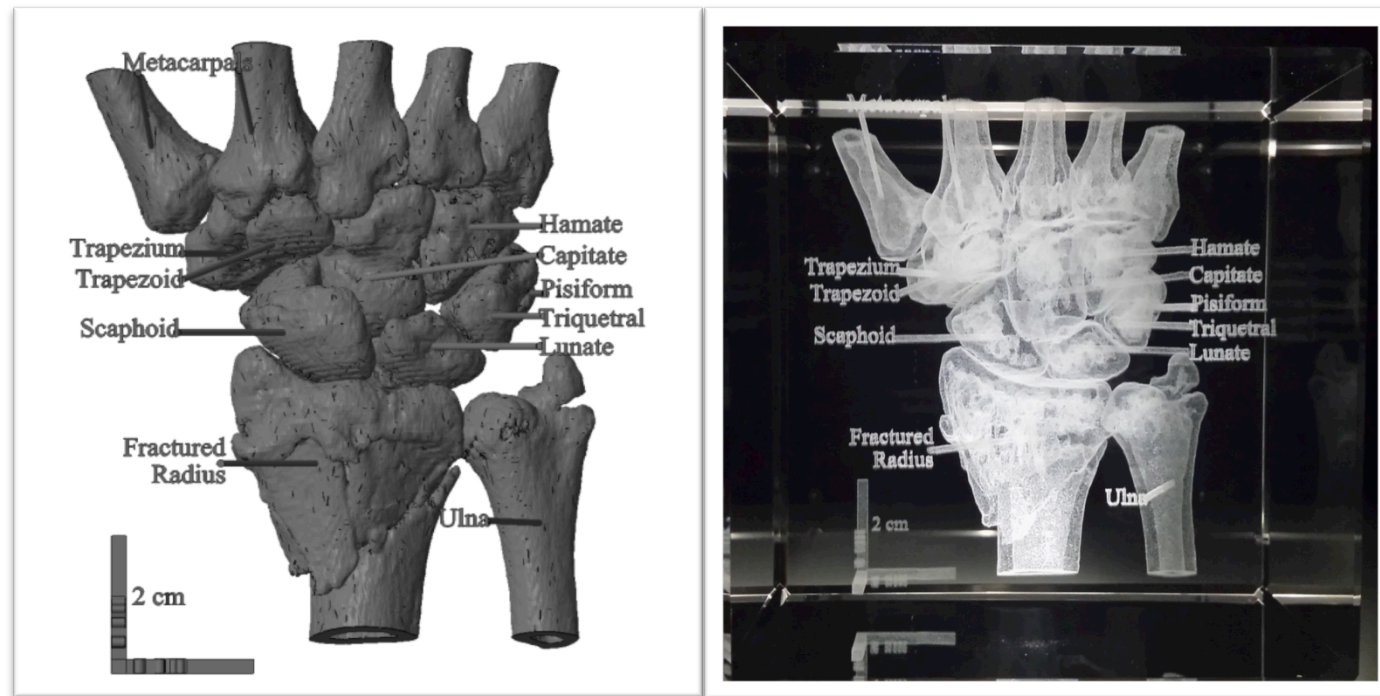 Metacarpals
Trapezium
Trapezoid
Scaphoid
Fractured
Radius
Hamate
Capitate
Pisiform
Triquetral
Lunate
Ulna
2 cm
Metacarpal
Trapezium
Trapezoid
Scaphoid
Fractured
Radius
Hamate
Capitate
Pisiform
Triquetral
Lunate
Ulna
2 cm